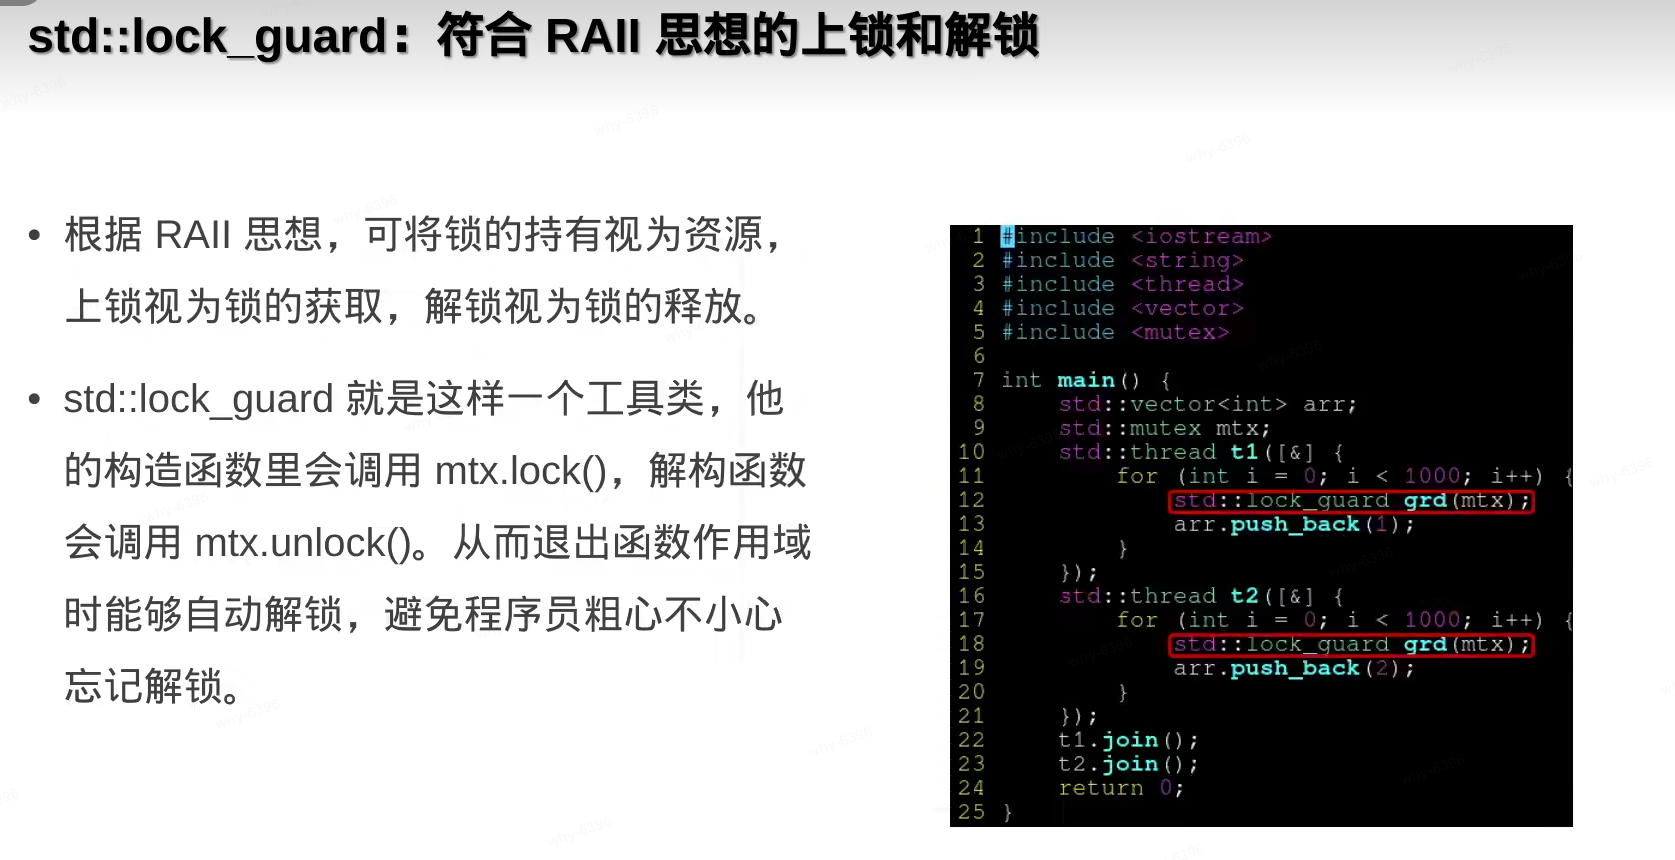 std::lock_guard：符合 RAII 思想的上锁和解锁
• 根据 RAII 思想，可将锁的持有视为资源，
上锁视为锁的获取，解锁视为锁的释放。
• std::lock_guard 就是这样一个工具类，他
的构造函数里会调用 mtx.lock()，解构函数
会调用 mtx.unlock()。从而退出函数作用域
时能够自动解锁，避免程序员粗心不小心
忘记解锁。
1 #include <iostream>
2 #include <string>
3 #include <thread>
4 #include <vector>
5 #include <mutex>
6
7 int main() {
8     std::vector<int> arr;
9     std::mutex mtx;
10     std::thread t1([&] {
11         for (int i = 0; i < 1000; i++) {
12             std::lock_guard grd(mtx);
13             arr.push_back(1);
14         }
15     });
16     std::thread t2([&] {
17         for (int i = 0; i < 1000; i++) {
18             std::lock_guard grd(mtx);
19             arr.push_back(2);
20         }
21     });
22     t1.join();
23     t2.join();
24     return 0;
25 }
why-6396